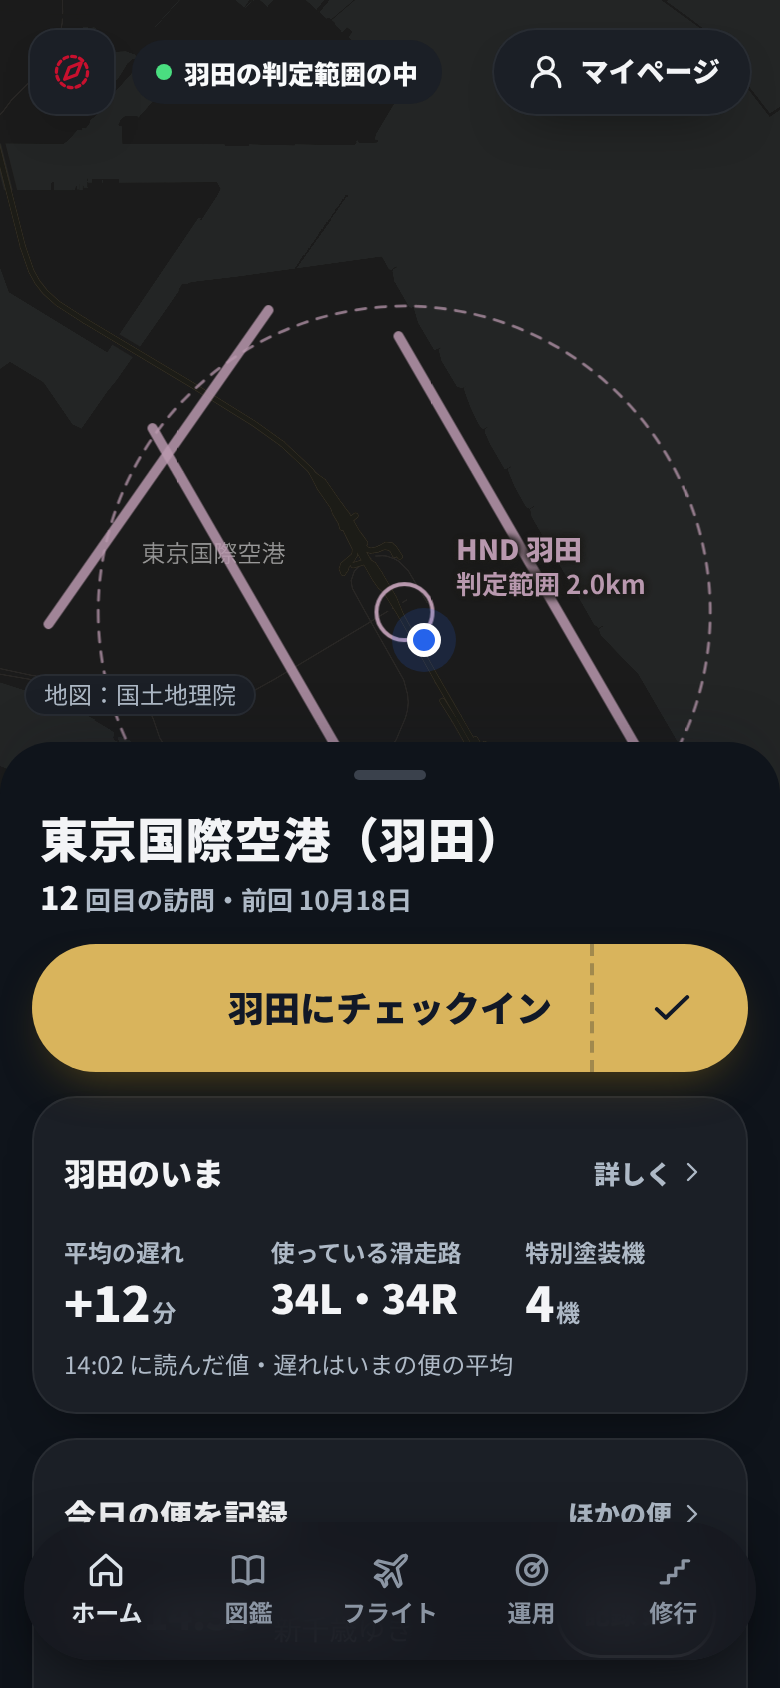 羽田の判定範囲の中
マイページ
HND 羽田
判定範囲 2.0km
東京国際空港
地図：国土地理院
東京国際空港（羽田）
12 回目の訪問・前回 10月18日
羽田にチェックイン
羽田のいま
詳しく
平均の遅れ
使っている滑走路
特別塗装機
+12分
34L・34R
4機
14:02 に読んだ値・遅れはいまの便の平均
今日の便を記録
ほかの便
ホーム
図鑑
フライト
運用
修行